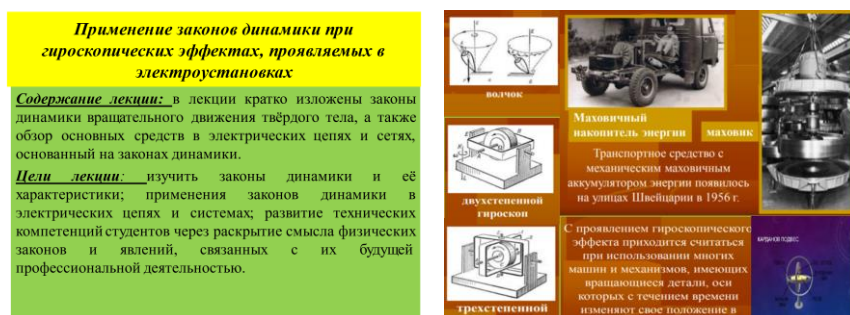 Применение законов динамики при
гироскопических эффектах, проявляемых в
электроустановках
Содержание лекции: в лекции кратко изложены законы
динамики вращательного движения твёрдого тела, а также
обзор основных средств в электрических цепях и сетях,
основанный на законах динамики.
Цели лекции: изучить законы динамики и её
характеристики; применения законов динамики в
электрических цепях и системах; развитие технических
компетенций студентов через раскрытие смысла физических
законов и явлений, связанных с их будущей
профессиональной деятельностью.
волчок
двухстепенной
гироскоп
трехстепенной
Маховичный
накопитель энергии
маховик
Транспортное средство с
механическим маховичным
аккумулятором энергии появилось
на улицах Швейцарии в 1956 г.
С проявлением гироскопического
эффекта приходится считаться
при использовании многих
машин и механизмов, имеющих
вращающиеся детали, оси
которых с течением времени
изменяют свое положение в
КАРДАНОВ ПОДВЕС